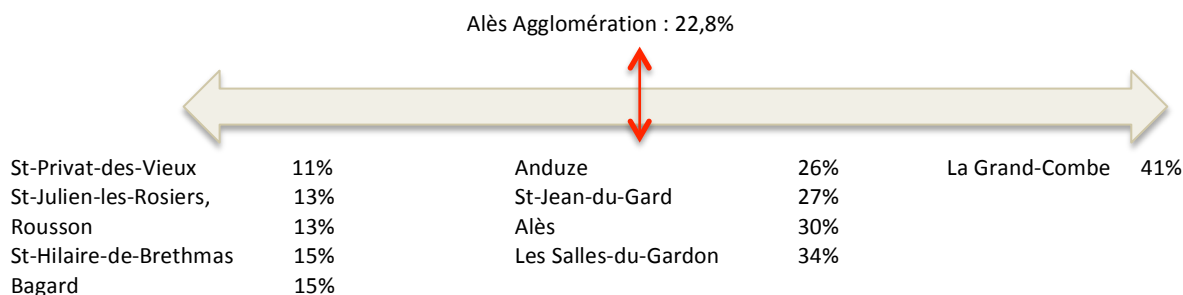 Alès Agglomération : 22,8%
St-Privat-des-Vieux 11%
St-Julien-les-Rosiers, 13%
Rousson 13%
St-Hilaire-de-Brethmas 15%
Bagard 15%
Anduze 26%
St-Jean-du-Gard 27%
Alès 30%
Les Salles-du-Gardon 34%
La Grand-Combe 41%